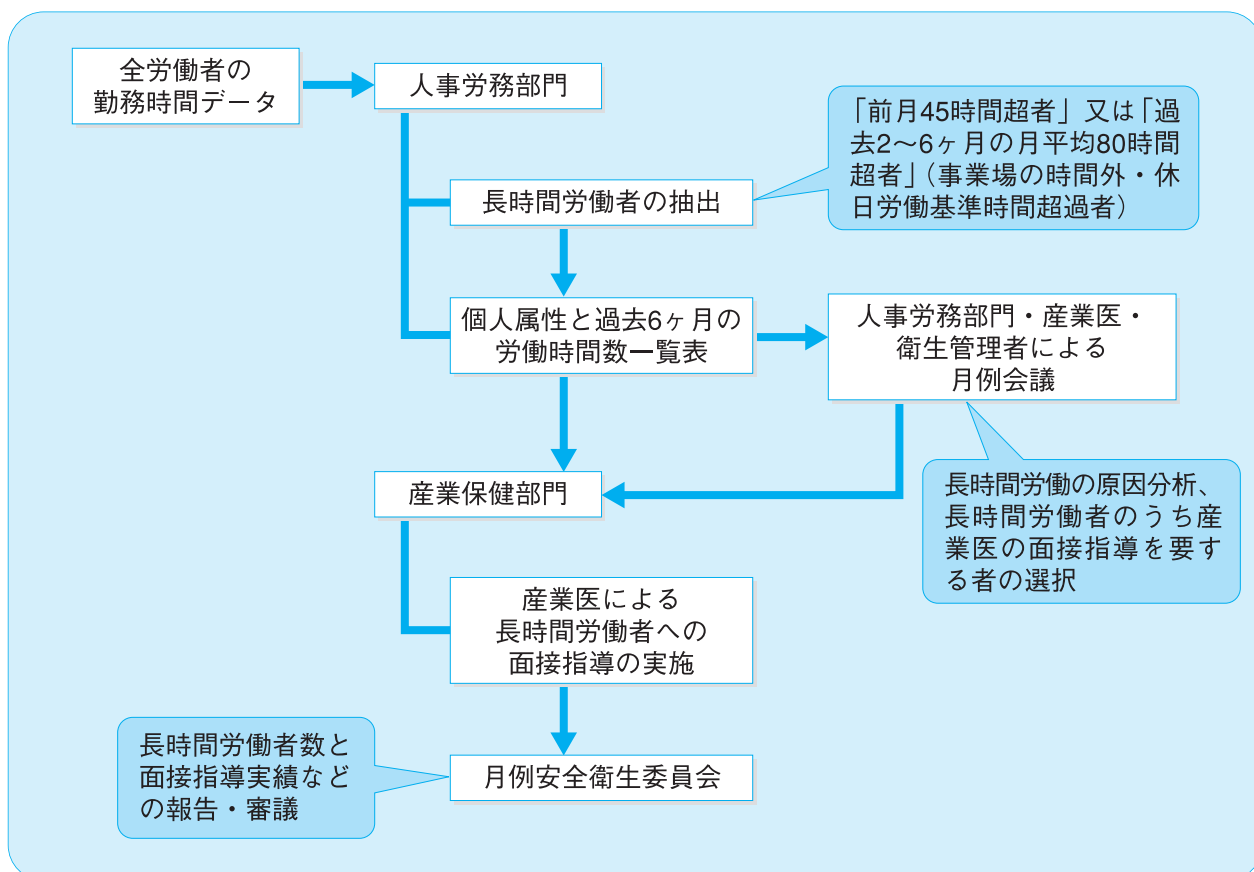 全労働者の
勤務時間データ
人事労務部門
「前月45時間超者」又は「過
去2〜6ヶ月の月平均80時間
超者」（事業場の時間外・休
日労働基準時間超過者）
長時間労働者の抽出
個人属性と過去6ヶ月の
労働時間数一覧表
人事労務部門・産業医・
衛生管理者による
月例会議
産業保健部門
長時間労働の原因分析、
長時間労働者のうち産
業医の面接指導を要す
る者の選択
産業医による
長時間労働者への
面接指導の実施
長時間労働者数と
面接指導実績など
の報告・審議
月例安全衛生委員会